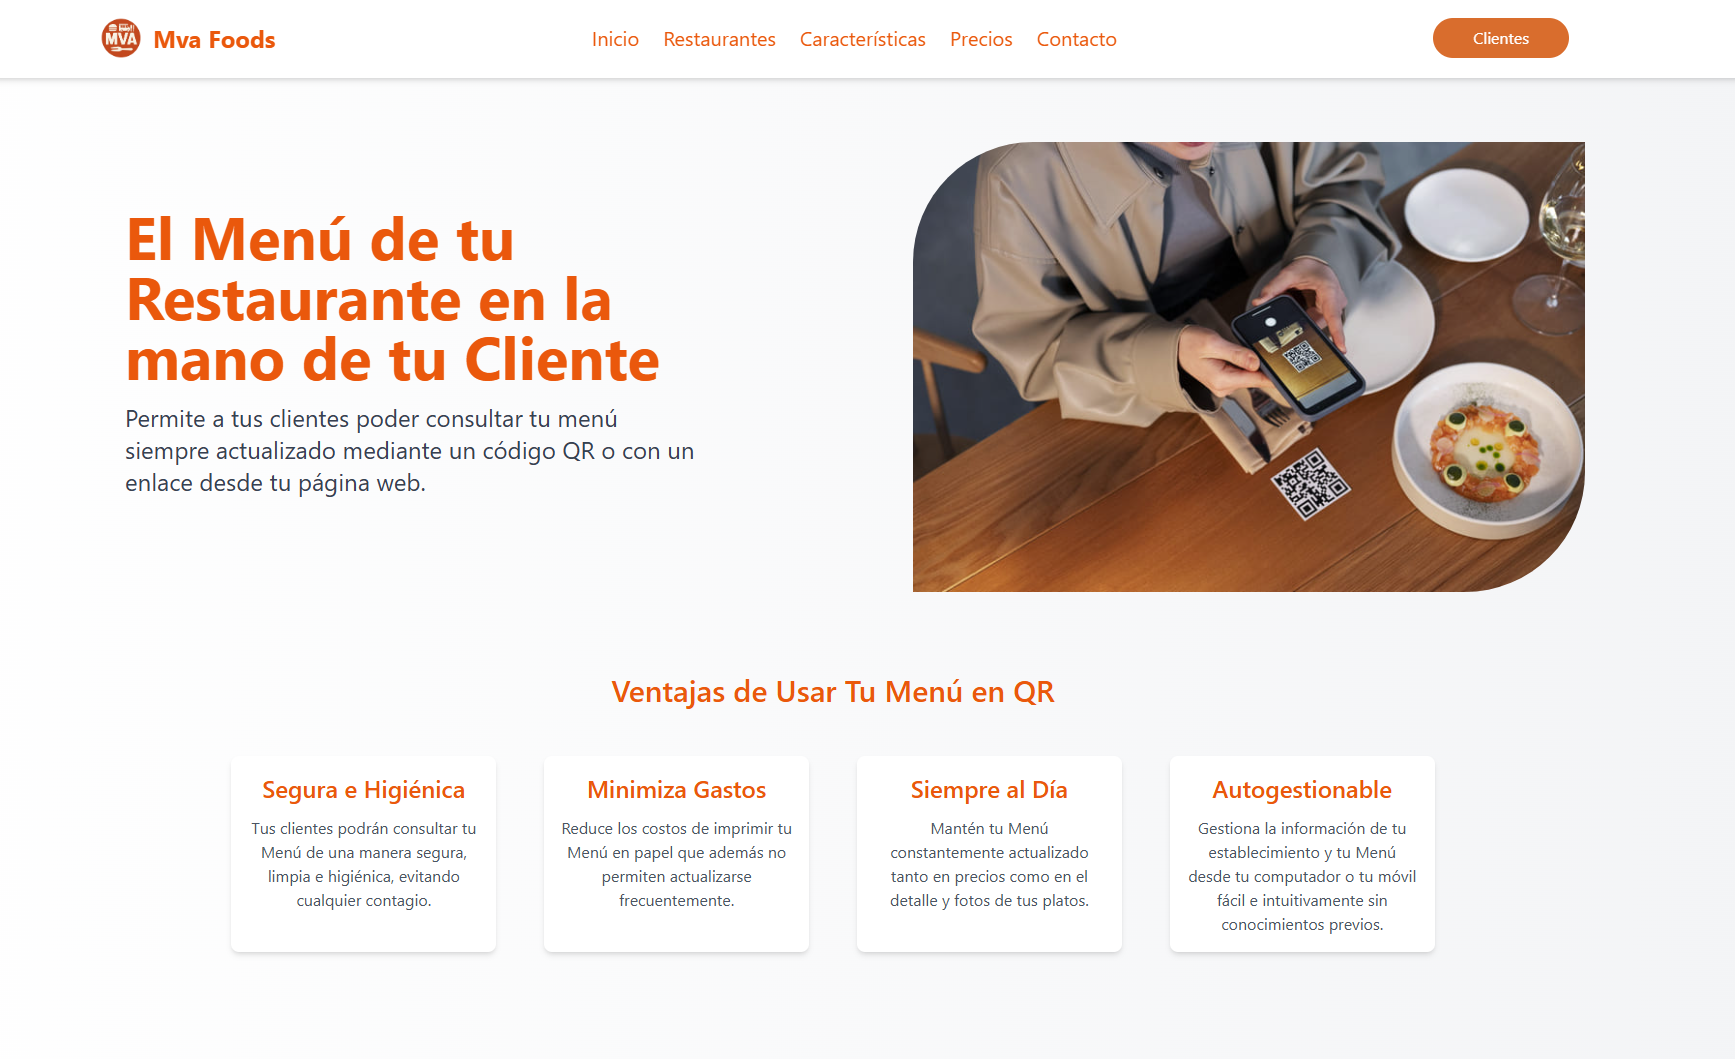 MVA
Mva Foods
Inicio Restaurantes Características Precios Contacto
Clientes
El Menú de tu
Restaurante en la
mano de tu Cliente
Permite a tus clientes poder consultar tu menú
siempre actualizado mediante un código QR o con un
enlace desde tu página web.
Ventajas de Usar Tu Menú en QR
Segura e Higiénica
Tus clientes podrán consultar tu
Menú de una manera segura,
limpia e higiénica, evitando
cualquier contagio.
Minimiza Gastos
Reduce los costos de imprimir tu
Menú en papel que además no
permiten actualizarse
frecuentemente.
Siempre al Día
Mantén tu Menú
constantemente actualizado
tanto en precios como en el
detalle y fotos de tus platos.
Autogestionable
Gestiona la información de tu
establecimiento y tu Menú
desde tu computador o tu móvil
fácil e intuitivamente sin
conocimientos previos.